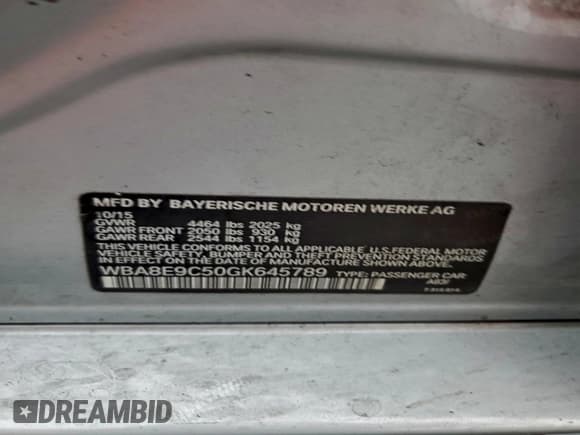 MFD BY BAYERISCHE MOTOREN WERKE AG
10/15
GVWR 4464 lbs 2025 kg
GAWR FRONT 2050 lbs 930 kg
GAWR REAR 2544 lbs 1154 kg
THIS VEHICLE CONFORMS TO ALL APPLICABLE U.S.FEDERAL MOTOR
VEHICLE SAFETY, BUMPER, AND THEFT PREVENTION STANDARDS
IN EFFECT ON THE DATE OF MANUFACTURE SHOWN ABOVE.
WBA8E9C50GK645789 TYPE: PASSENGER CAR
DREAMBID